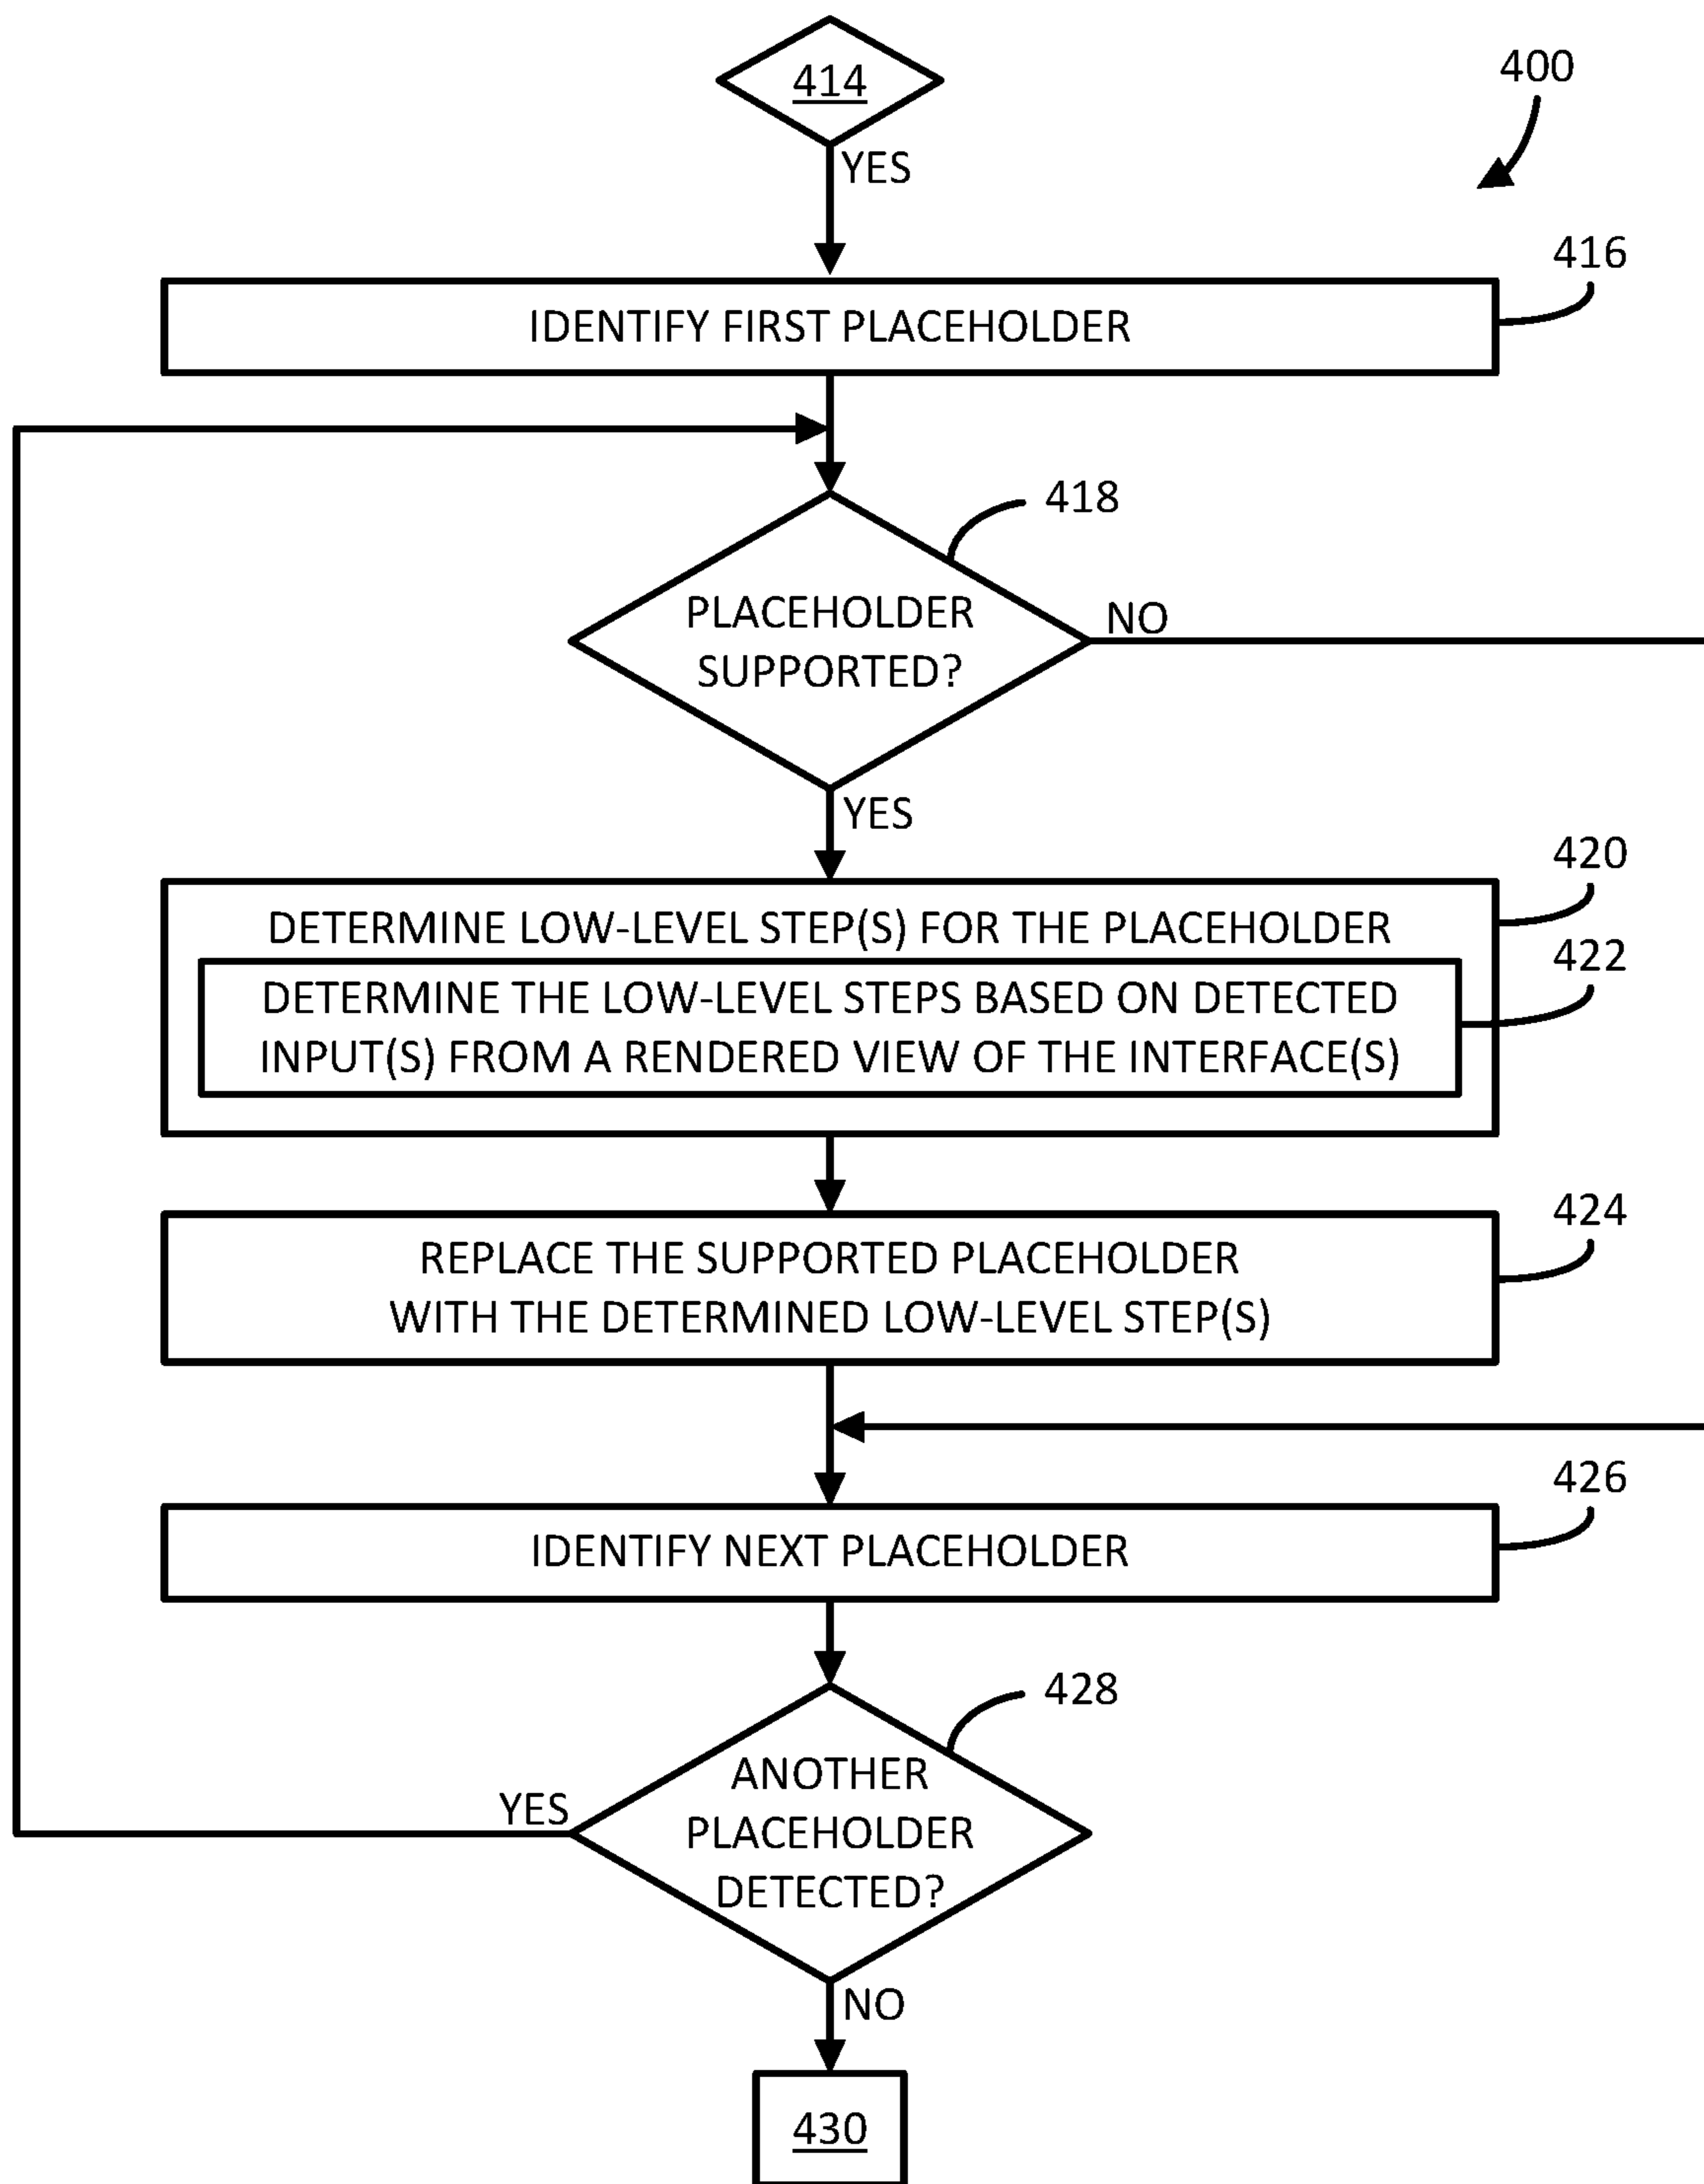 414
400
YES
416
IDENTIFY FIRST PLACEHOLDER
418
PLACEHOLDER
SUPPORTED?
NO
YES
420
DETERMINE LOW-LEVEL STEP(S) FOR THE PLACEHOLDER
422
DETERMINE THE LOW-LEVEL STEPS BASED ON DETECTED
INPUT(S) FROM A RENDERED VIEW OF THE INTERFACE(S)
424
REPLACE THE SUPPORTED PLACEHOLDER
WITH THE DETERMINED LOW-LEVEL STEP(S)
426
IDENTIFY NEXT PLACEHOLDER
428
ANOTHER
PLACEHOLDER
DETECTED?
YES
NO
430